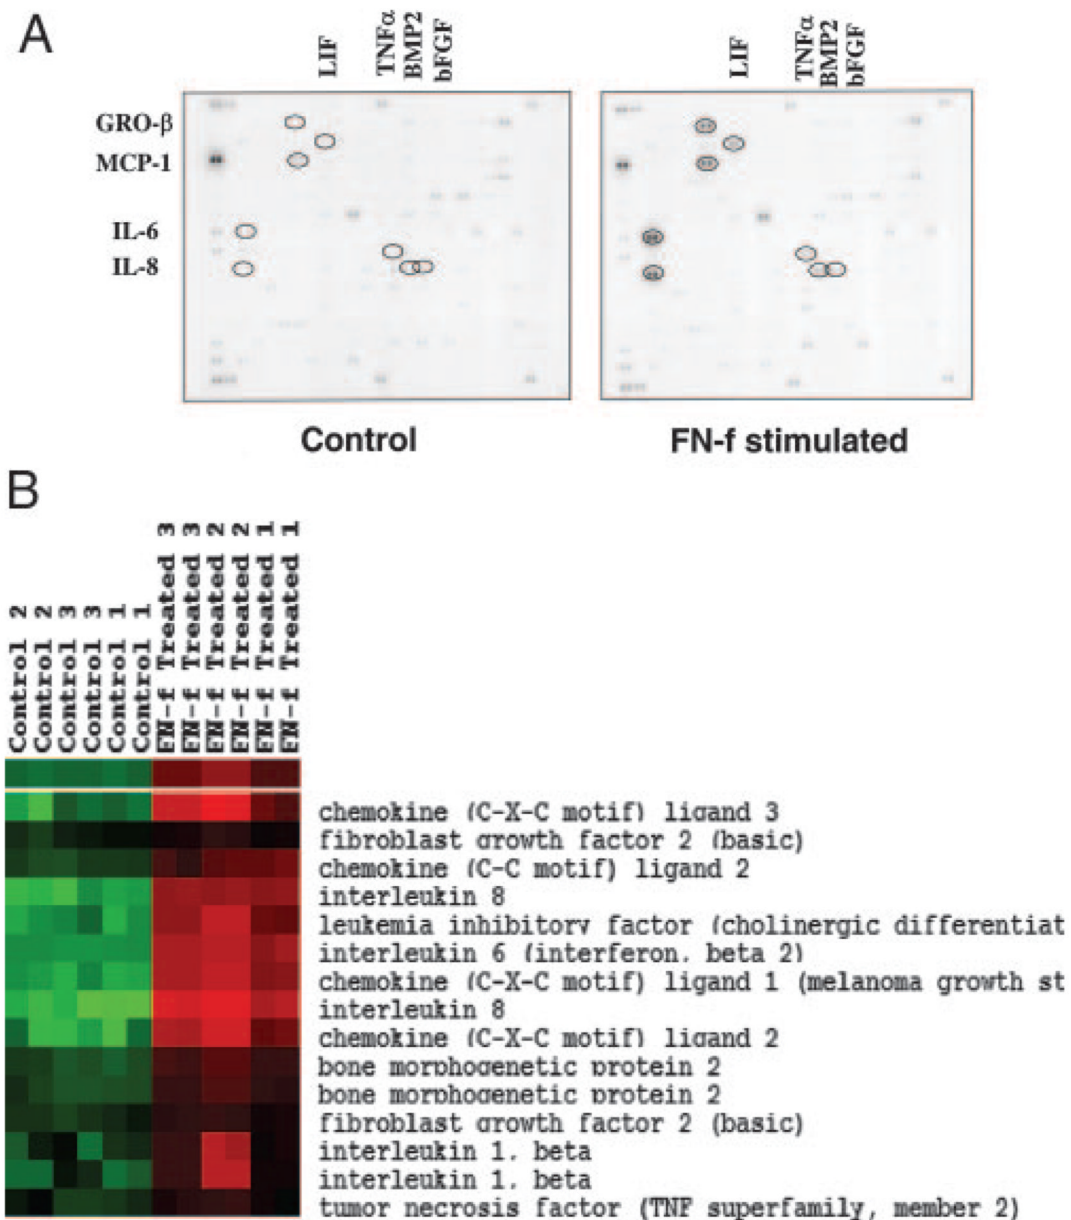 A
LIF
TNFα
BMP2
bFGF
LIF
TNFα
BMP2
bFGF
GRO-β
MCP-1
IL-6
IL-8
Control
FN-f stimulated
B
Control 2
Control 2
Control 3
Control 3
Control 1
Control 1
FN-f Treated 3
FN-f Treated 3
FN-f Treated 2
FN-f Treated 2
FN-f Treated 1
FN-f Treated 1
chemokine (C-X-C motif) ligand 3
fibroblast growth factor 2 (basic)
chemokine (C-C motif) ligand 2
interleukin 8
leukemia inhibitory factor (cholinergic differentiat
interleukin 6 (interferon, beta 2)
chemokine (C-X-C motif) ligand 1 (melanoma growth st
interleukin 8
chemokine (C-X-C motif) ligand 2
bone morphogenetic protein 2
bone morphogenetic protein 2
fibroblast growth factor 2 (basic)
interleukin 1, beta
interleukin 1, beta
tumor necrosis factor (TNF superfamily, member 2)